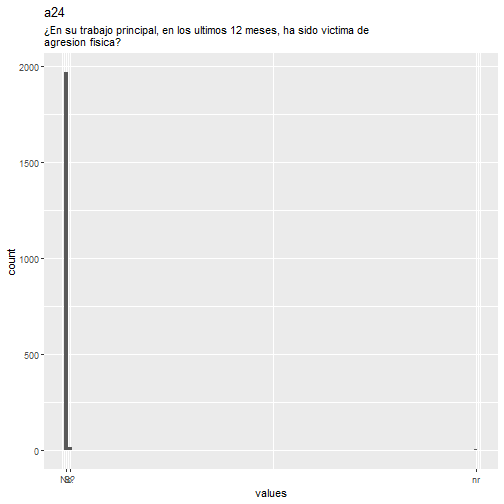 a24
¿En su trabajo principal, en los ultimos 12 meses, ha sido victima de
agresion fisica?
2000
1500
1000
500
0
count
nr
values